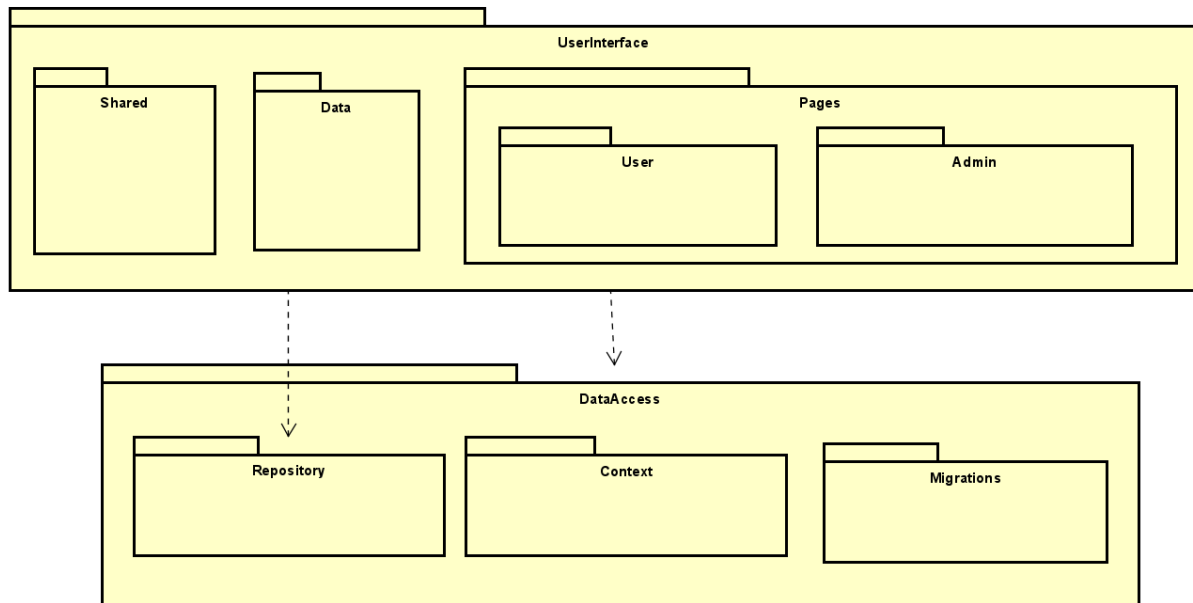 UserInterface
Shared
Data
Pages
User
Admin
DataAccess
Repository
Context
Migrations